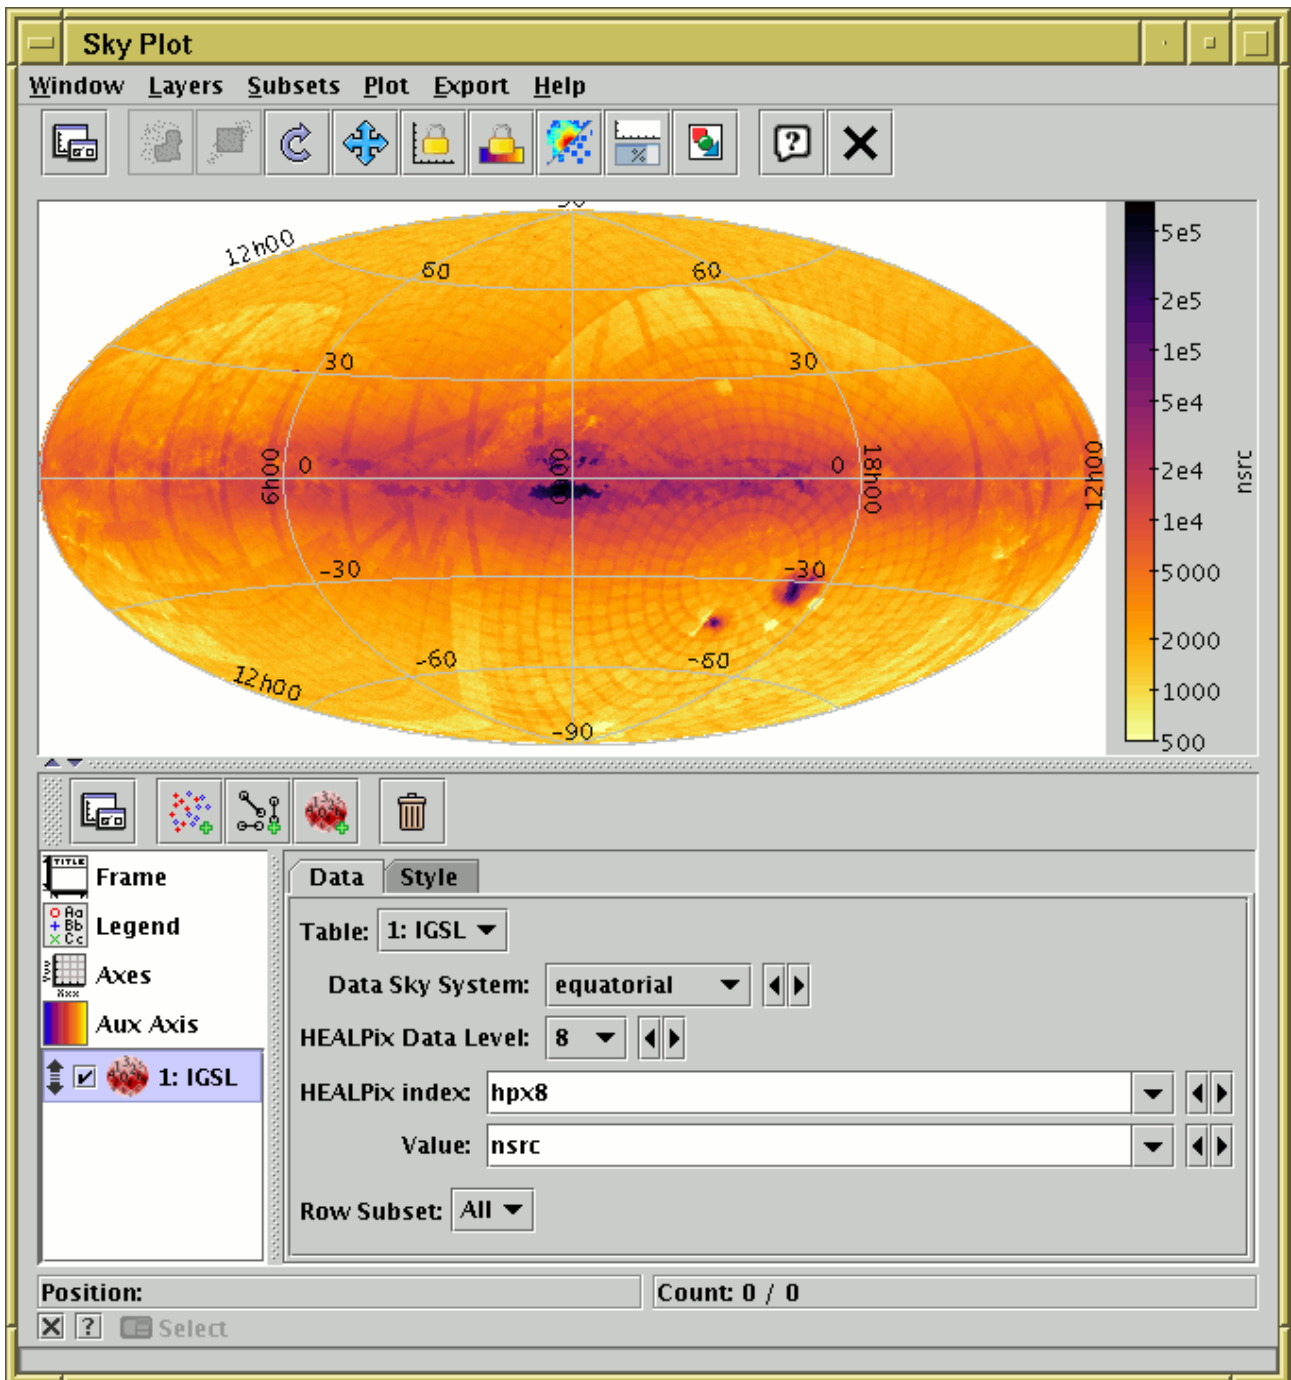 Sky Plot
Window Layers Subsets Plot Export Help
90
12h00
60 60
30 30
6h00 0 0h00 0 18h00 12h00
-30 -30
-60 -60
12h00
-90
5e5
2e5
1e5
5e4
2e4
1e4
5000
2000
1000
500
nsrc
Frame
Legend
Axes
Aux Axis
1: IGSL
Data Style
Table: 1: IGSL
Data Sky System: equatorial
HEALPix Data Level: 8
HEALPix index: hpx8
Value: nsrc
Row Subset: All
Position: Count: 0 / 0
Select